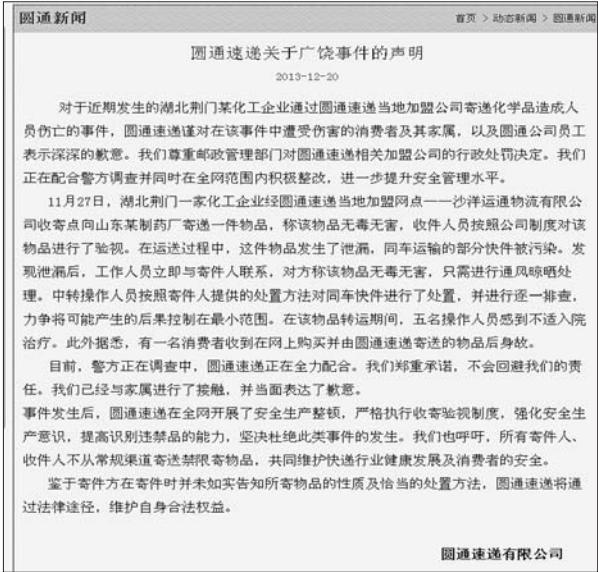 圆通新闻
首页 > 动态新闻 > 圆通新闻
圆通速递关于广饶事件的声明
2013-12-20
对于近期发生的湖北荆门某化工企业通过圆通速递当地加盟公司寄递化学品造成人
员伤亡的事件，圆通速递谨对在该事件中遭受伤害的消费者及其家属，以及圆通公司员工
表示深深的歉意。我们尊重邮政管理部门对圆通速递相关加盟公司的行政处罚决定。我们
正在配合警方调查并同时在全网范围内积极整改，进一步提升安全管理水平。
11月27日，湖北荆门一家化工企业经圆通速递当地加盟网点——沙洋运通物流有限公
司收寄点向山东某制药厂寄递一件物品，称该物品无毒无害，收件人员按照公司制度对该
物品进行了验视。在运送过程中，这件物品发生了泄漏，同车运输的部分快件被污染。发
现泄漏后，工作人员立即与寄件人联系，对方称该物品无毒无害，只需进行通风晾晒处
理。中转操作人员按照寄件人提供的处置方法对同车快件进行了处置，并进行逐一排查，
力争将可能产生的后果控制在最小范围。在该物品转运期间，五名操作人员感到不适入院
治疗。此外据悉，有一名消费者收到在网上购买并由圆通速递寄送的物品后身故。
目前，警方正在调查中，圆通速递正在全力配合。我们郑重承诺，不会回避我们的责
任。我们已经与家属进行了接触，并当面表达了歉意。
事件发生后，圆通速递在全网开展了安全生产整顿，严格执行收寄验视制度，强化安全生
产意识，提高识别违禁品的能力，坚决杜绝此类事件的发生。我们也呼吁，所有寄件人、
收件人不从常规渠道寄送禁限寄物品，共同维护快递行业健康发展及消费者的安全。
鉴于寄件方在寄件时并未如实告知所寄物品的性质及恰当的处置方法，圆通速递将通
过法律途径，维护自身合法权益。
圆通速递有限公司